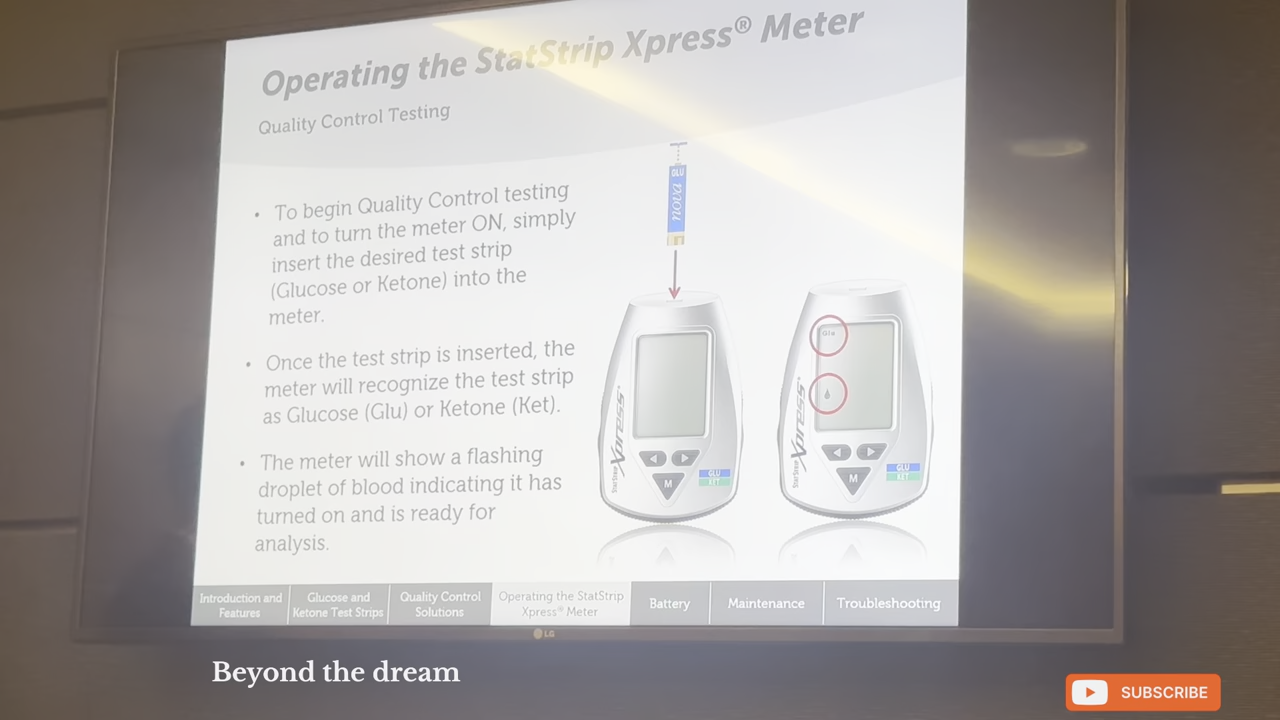 Operating the StatStrip Xpress® Meter
Quality Control Testing
• To begin Quality Control testing
and to turn the meter ON, simply
insert the desired test strip
(Glucose or Ketone) into the
meter.
• Once the test strip is inserted, the
meter will recognize the test strip
as Glucose (Glu) or Ketone (Ket).
• The meter will show a flashing
droplet of blood indicating it has
turned on and is ready for
analysis.
GLU
nova
StatStrip Xpress®
M
GLU
KET
Glu
StatStrip Xpress®
M
GLU
KET
Introduction and
Features
Glucose and
Ketone Test Strips
Quality Control
Solutions
Operating the StatStrip
Xpress® Meter
Battery
Maintenance
Troubleshooting
LG
Beyond the dream
SUBSCRIBE